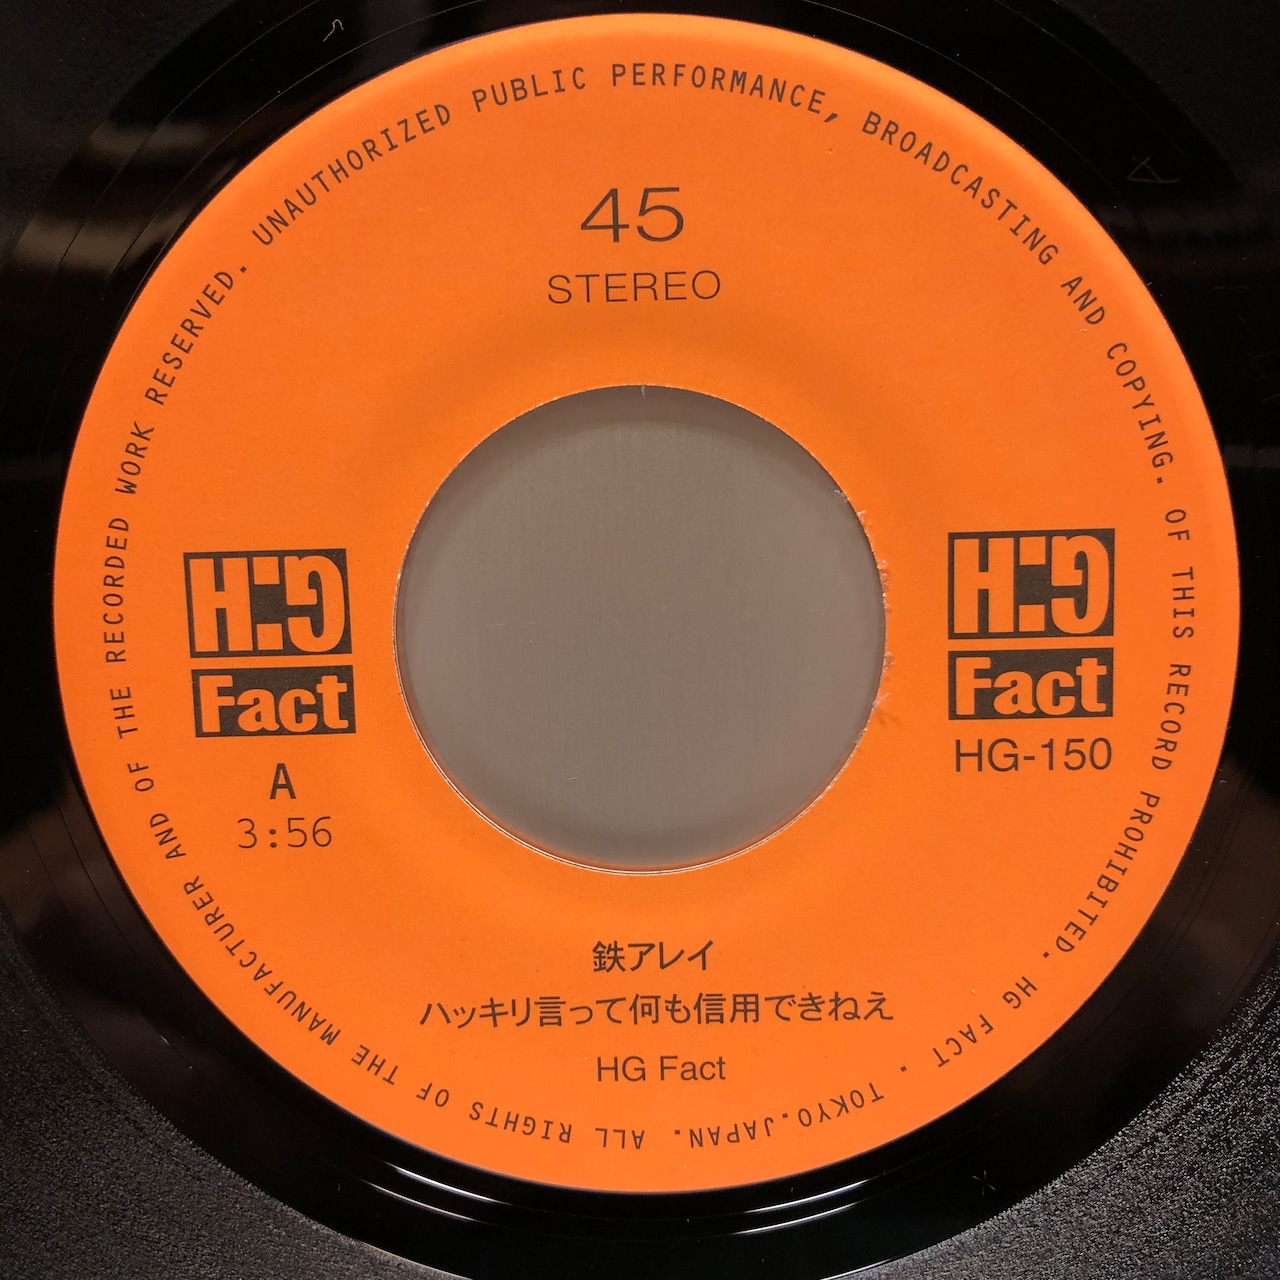 UNAUTHORIZED PUBLIC PERFORMANCE, BROADCASTING AND COPYING. OF THIS RECORD PROHIBITED. HG FACT . TOKYO.JAPAN. ALL RIGHTS OF THE MANUFACTURER AND OF THE RECORDED WORK RESERVED.
45
STEREO
HG
Fact
A
3:56
HG
Fact
HG-150
鉄アレイ
ハッキリ言って何も信用できねえ
HG Fact